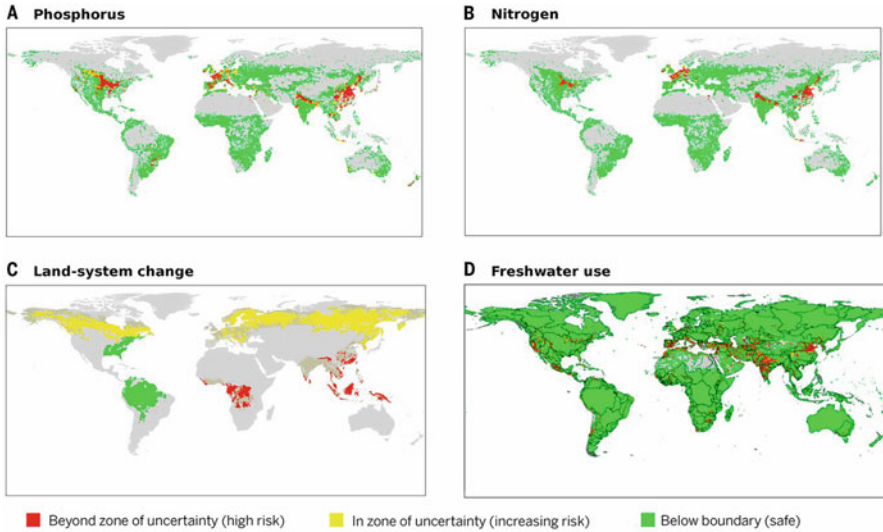 A Phosphorus
B Nitrogen
C Land-system change
D Freshwater use
Beyond zone of uncertainty (high risk)
In zone of uncertainty (increasing risk)
Below boundary (safe)